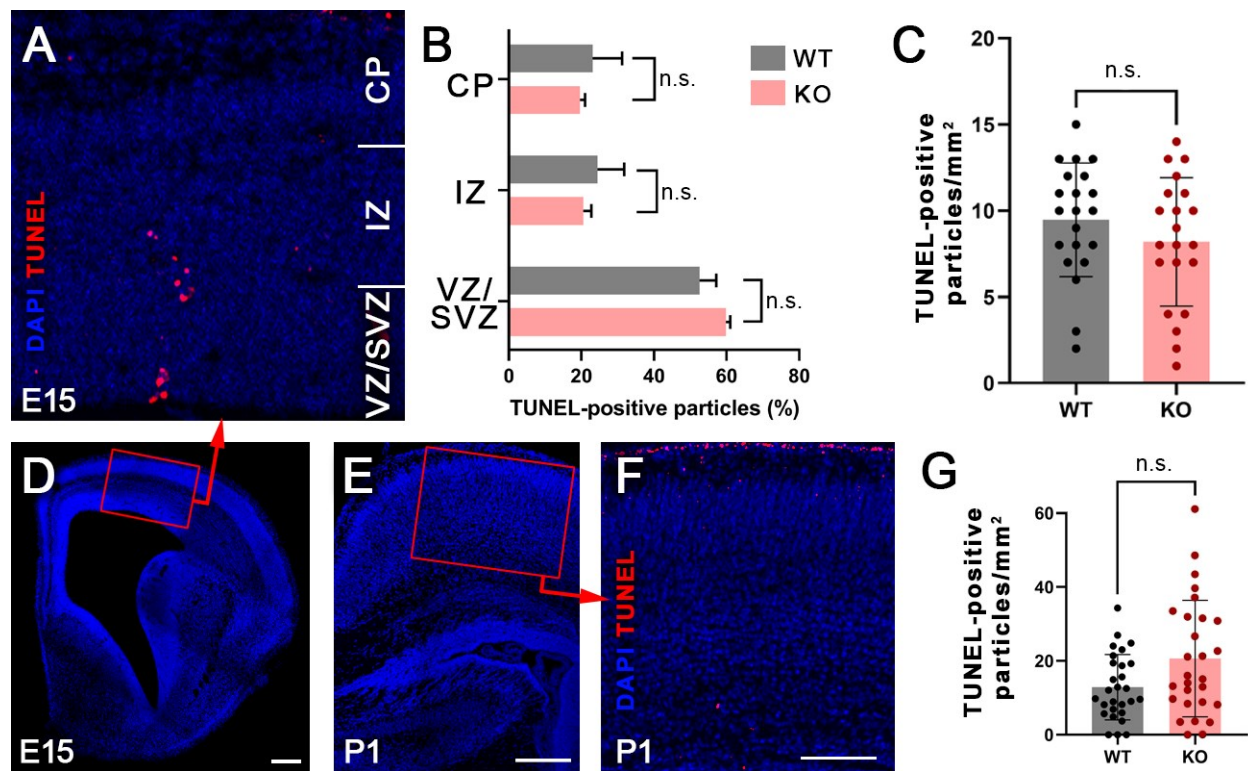 A
CP
IZ
VZ/SVZ
DAPI TUNEL
E15
B
CP
IZ
VZ/
SVZ
n.s.
n.s.
n.s.
WT
KO
0 20 40 60 80
TUNEL-positive particles (%)
C
TUNEL-positive
particles/mm²
20
15
10
5
0
n.s.
WT KO
D
E15
E
P1
F
DAPI TUNEL
P1
G
TUNEL-positive
particles/mm²
60
40
20
0
n.s.
WT KO